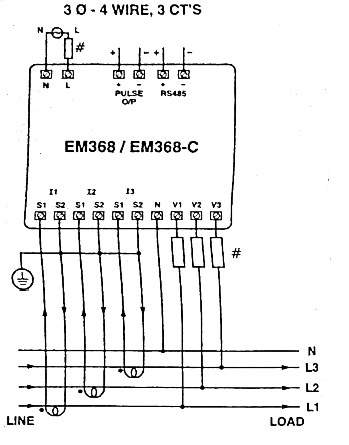 3 Ø - 4 WIRE, 3 CT'S
N L
#
+ - + -
N L + - + -
PULSE O/P RS485
EM368 / EM368-C
I1 I2 I3
S1 S2 S1 S2 S1 S2 N V1 V2 V3
#
N
L3
L2
L1
LINE LOAD